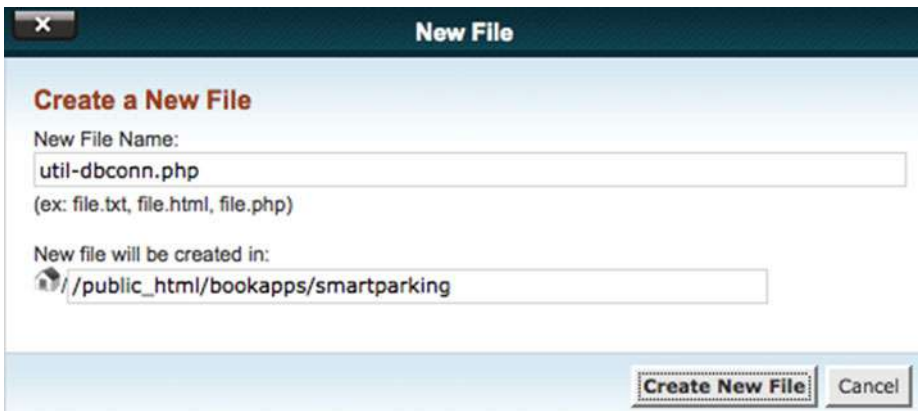 New File
Create a New File
New File Name:
util-dbconn.php
(ex: file.txt, file.html, file.php)
New file will be created in:
//public_html/bookapps/smartparking
Create New File Cancel